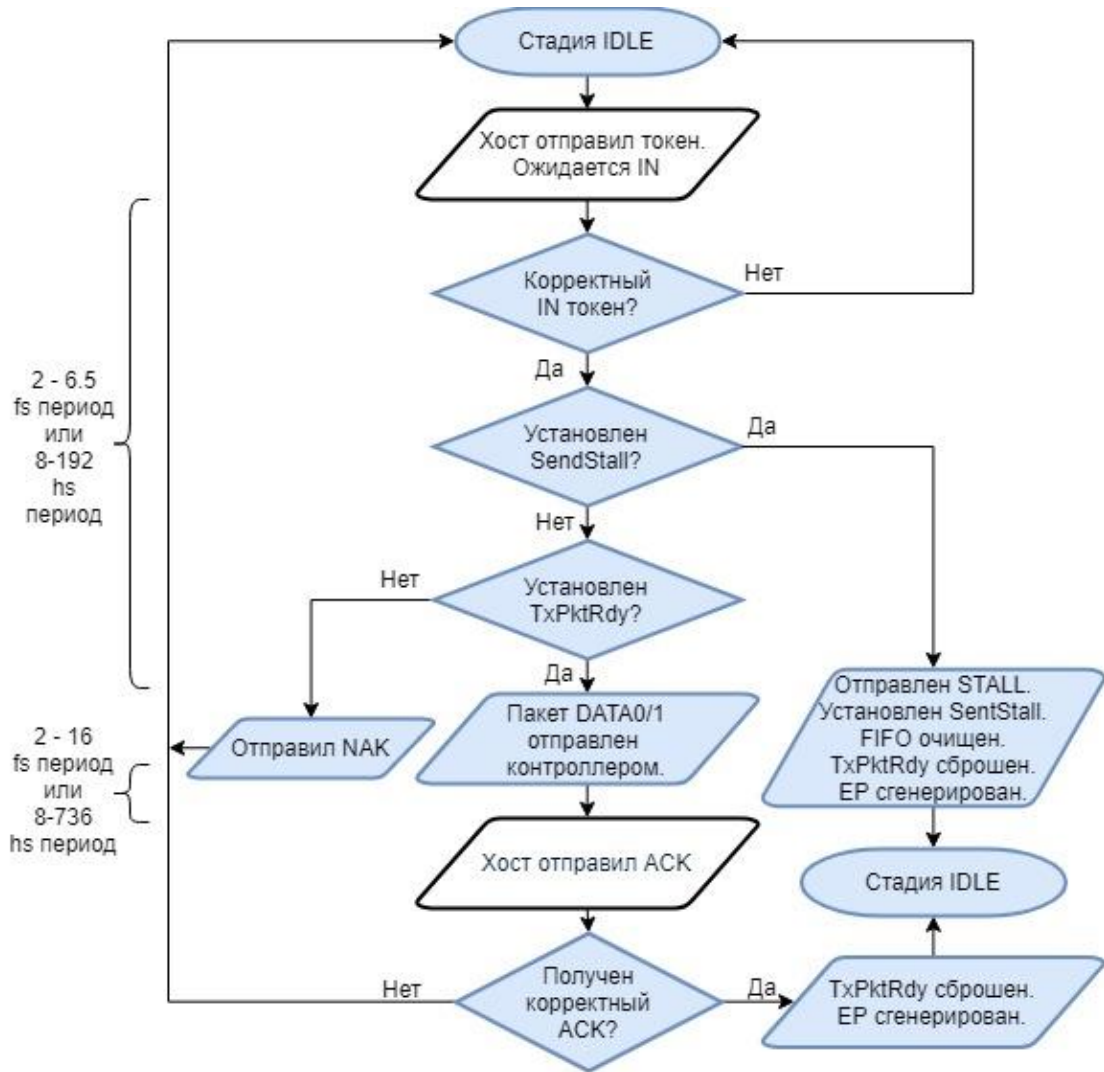 Стадия IDLE
Хост отправил токен.
Ожидается IN
Корректный
IN токен?
Нет
Да
2 - 6.5
fs период
или
8-192
hs
период
Установлен
SendStall?
Да
Нет
Установлен
TxPktRdy?
Нет
Да
Отправил NAK
Пакет DATA0/1
отправлен
контроллером.
Отправлен STALL.
Установлен SentStall.
FIFO очищен.
TxPktRdy сброшен.
EP сгенерирован.
2 - 16
fs период
или
8-736
hs период
Хост отправил ACK
Стадия IDLE
Получен
корректный
ACK?
Нет
Да
TxPktRdy сброшен.
EP сгенерирован.